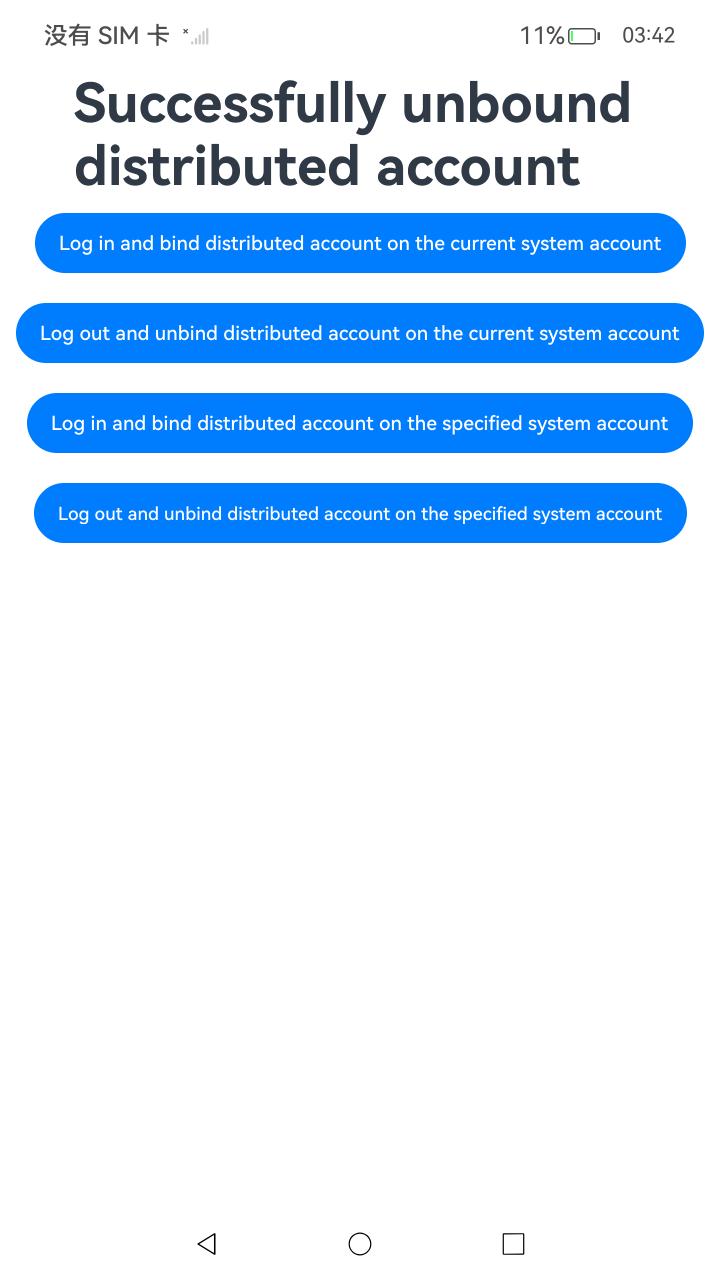 没有 SIM 卡 11% 03:42
Successfully unbound
distributed account
Log in and bind distributed account on the current system account
Log out and unbind distributed account on the current system account
Log in and bind distributed account on the specified system account
Log out and unbind distributed account on the specified system account